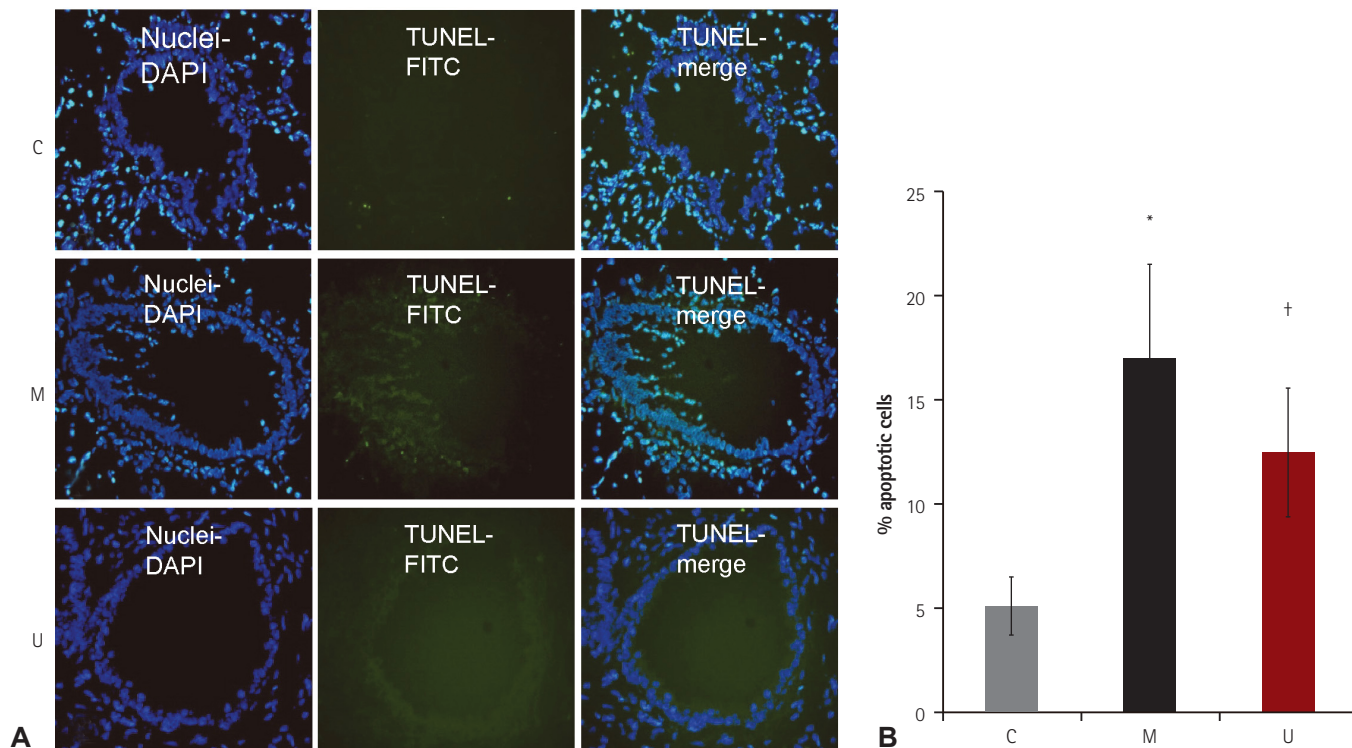 Nuclei-
DAPI
TUNEL-
FITC
TUNEL-
merge
C
Nuclei-
DAPI
TUNEL-
FITC
TUNEL-
merge
M
Nuclei-
DAPI
TUNEL-
FITC
TUNEL-
merge
U
A
% apoptotic cells
25
20
15
10
5
0
*
†
C
M
U
B